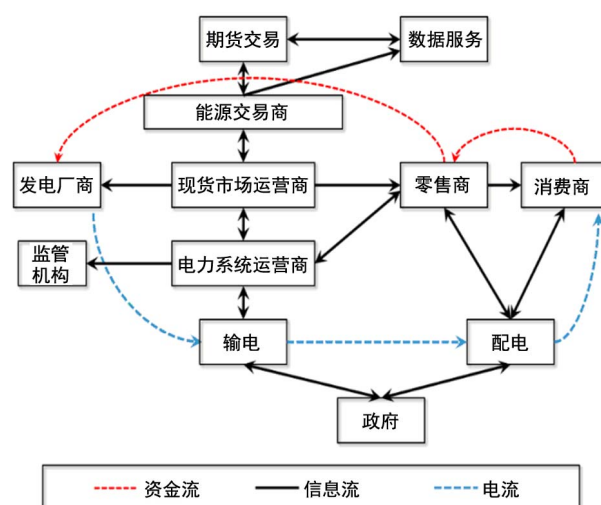 期货交易
数据服务
能源交易商
发电厂商
现货市场运营商
零售商
消费商
监管
机构
电力系统运营商
输电
配电
政府
资金流
信息流
电流